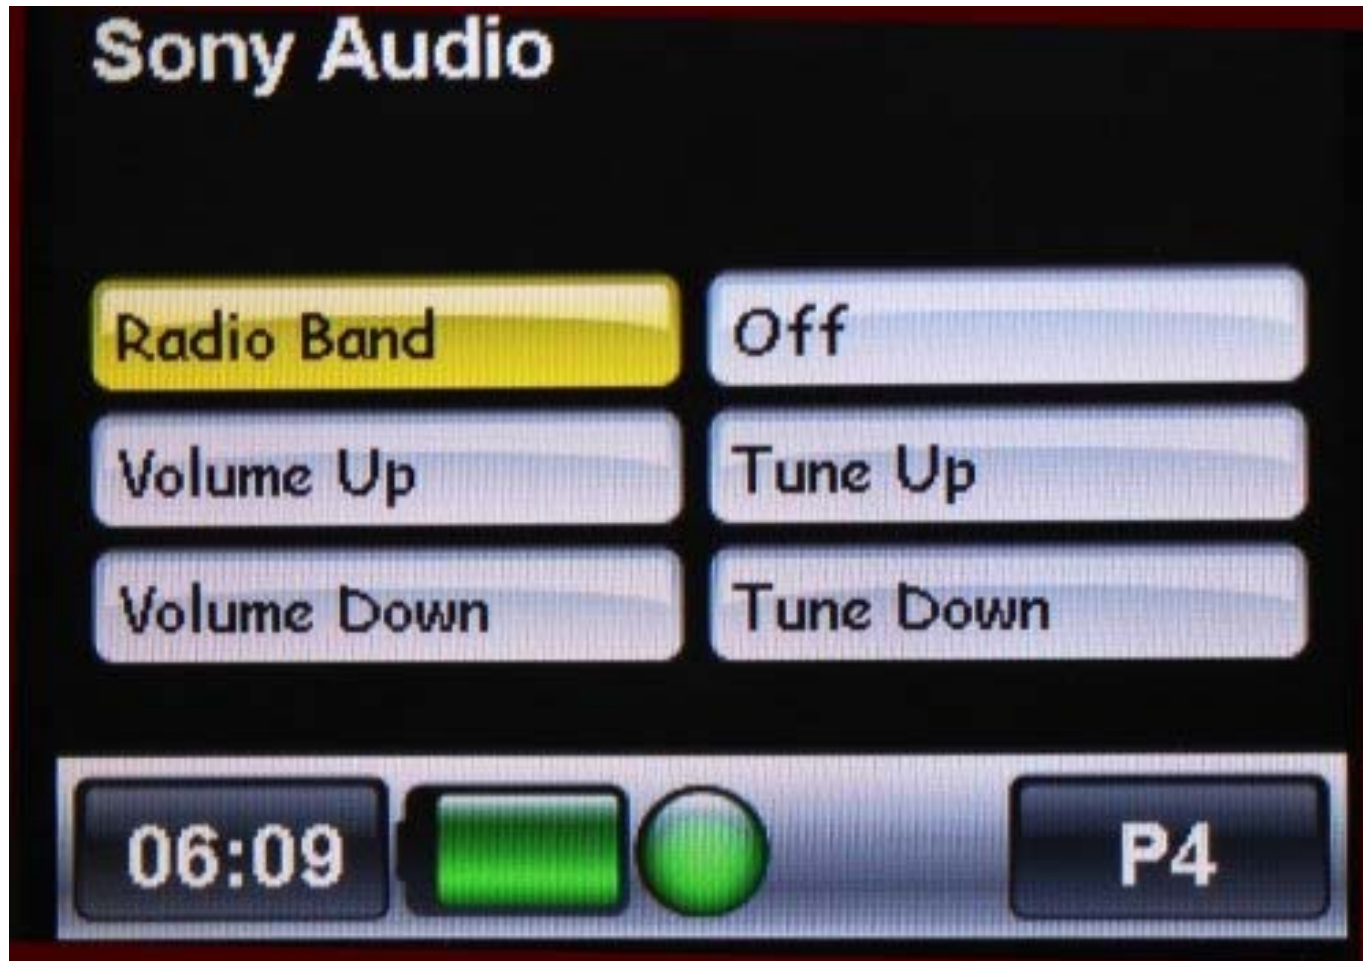 Sony Audio
Radio Band
Off
Volume Up
Tune Up
Volume Down
Tune Down
06:09
P4